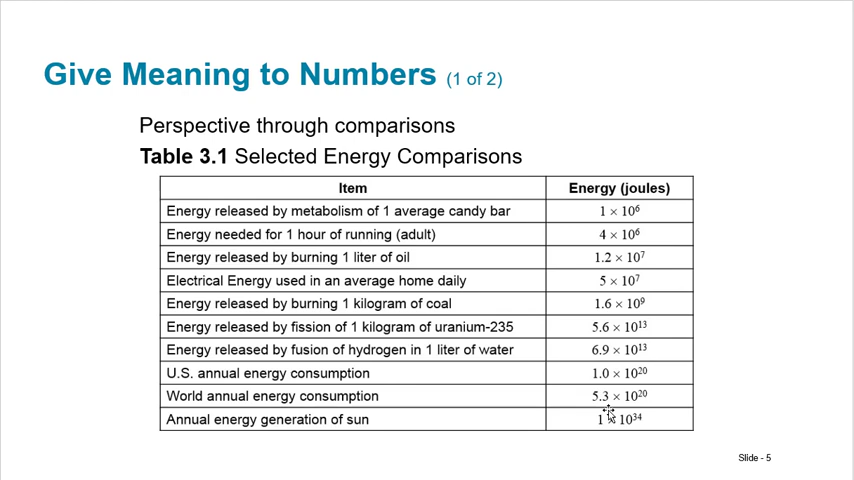 Give Meaning to Numbers (1 of 2)
Perspective through comparisons
Table 3.1 Selected Energy Comparisons
Item Energy (joules)
Energy released by metabolism of 1 average candy bar 1 × 10⁶
Energy needed for 1 hour of running (adult) 4 × 10⁶
Energy released by burning 1 liter of oil 1.2 × 10⁷
Electrical Energy used in an average home daily 5 × 10⁷
Energy released by burning 1 kilogram of coal 1.6 × 10⁹
Energy released by fission of 1 kilogram of uranium-235 5.6 × 10¹³
Energy released by fusion of hydrogen in 1 liter of water 6.9 × 10¹³
U.S. annual energy consumption 1.0 × 10²⁰
World annual energy consumption 5.3 × 10²⁰
Annual energy generation of sun 1 × 10³⁴
Slide - 5